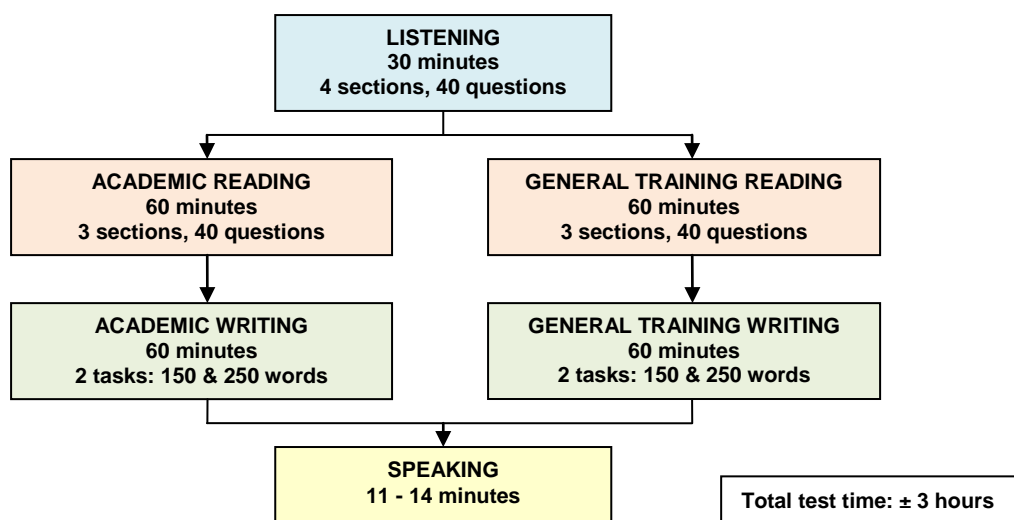 LISTENING
30 minutes
4 sections, 40 questions
ACADEMIC READING
60 minutes
3 sections, 40 questions
GENERAL TRAINING READING
60 minutes
3 sections, 40 questions
ACADEMIC WRITING
60 minutes
2 tasks: 150 & 250 words
GENERAL TRAINING WRITING
60 minutes
2 tasks: 150 & 250 words
SPEAKING
11 - 14 minutes
Total test time: ± 3 hours